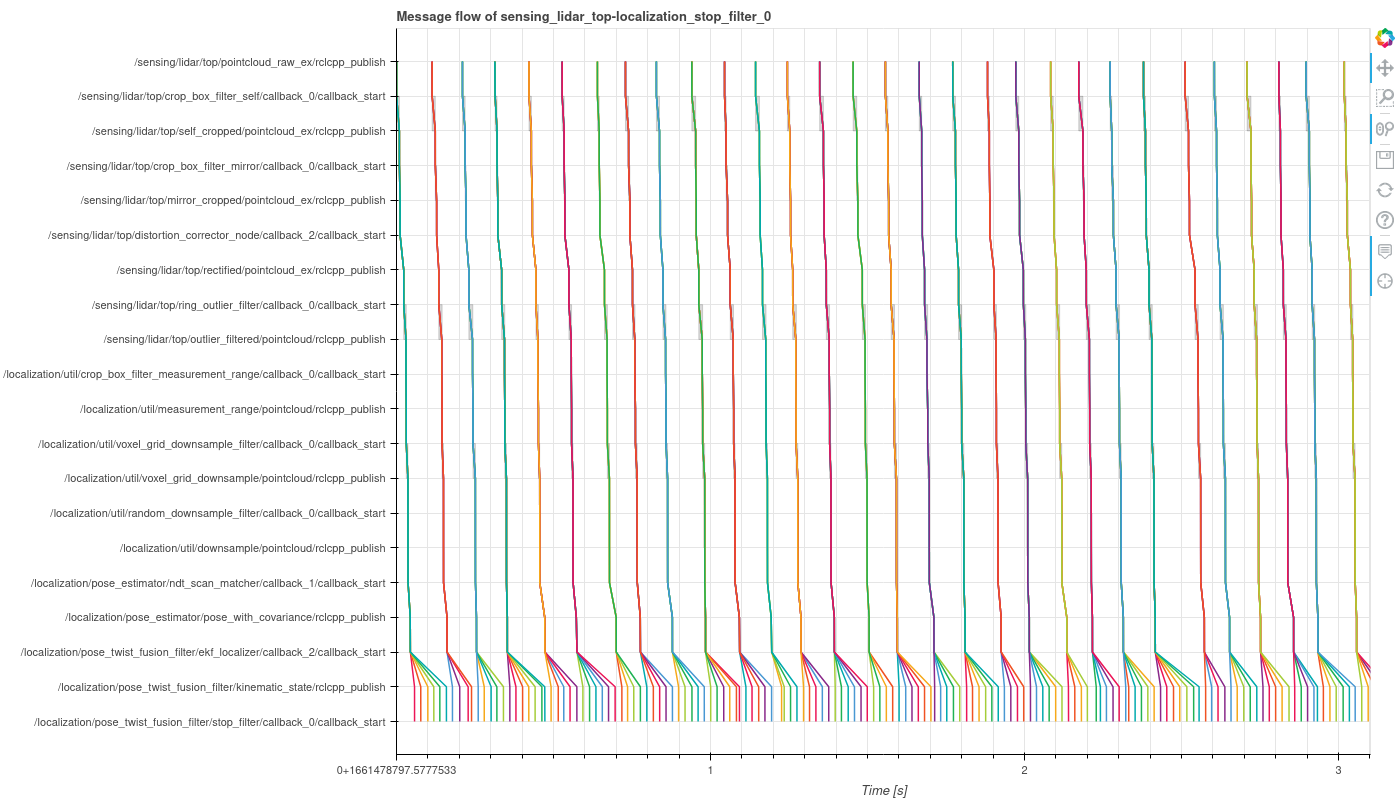 Message flow of sensing_lidar_top-localization_stop_filter_0
/sensing/lidar/top/pointcloud_raw_ex/rclcpp_publish
/sensing/lidar/top/crop_box_filter_self/callback_0/callback_start
/sensing/lidar/top/self_cropped/pointcloud_ex/rclcpp_publish
/sensing/lidar/top/crop_box_filter_mirror/callback_0/callback_start
/sensing/lidar/top/mirror_cropped/pointcloud_ex/rclcpp_publish
/sensing/lidar/top/distortion_corrector_node/callback_2/callback_start
/sensing/lidar/top/rectified/pointcloud_ex/rclcpp_publish
/sensing/lidar/top/ring_outlier_filter/callback_0/callback_start
/sensing/lidar/top/outlier_filtered/pointcloud/rclcpp_publish
/localization/util/crop_box_filter_measurement_range/callback_0/callback_start
/localization/util/measurement_range/pointcloud/rclcpp_publish
/localization/util/voxel_grid_downsample_filter/callback_0/callback_start
/localization/util/voxel_grid_downsample/pointcloud/rclcpp_publish
/localization/util/random_downsample_filter/callback_0/callback_start
/localization/util/downsample/pointcloud/rclcpp_publish
/localization/pose_estimator/ndt_scan_matcher/callback_1/callback_start
/localization/pose_estimator/pose_with_covariance/rclcpp_publish
/localization/pose_twist_fusion_filter/ekf_localizer/callback_2/callback_start
/localization/pose_twist_fusion_filter/kinematic_state/rclcpp_publish
/localization/pose_twist_fusion_filter/stop_filter/callback_0/callback_start
0+1661478797.5777533 1 2 3
Time [s]